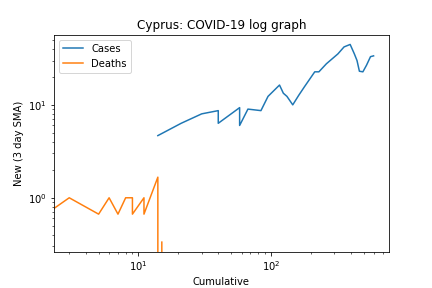 Cyprus: COVID-19 log graph
Cases
Deaths
New (3 day SMA)
10¹
10⁰
10¹
10²
Cumulative